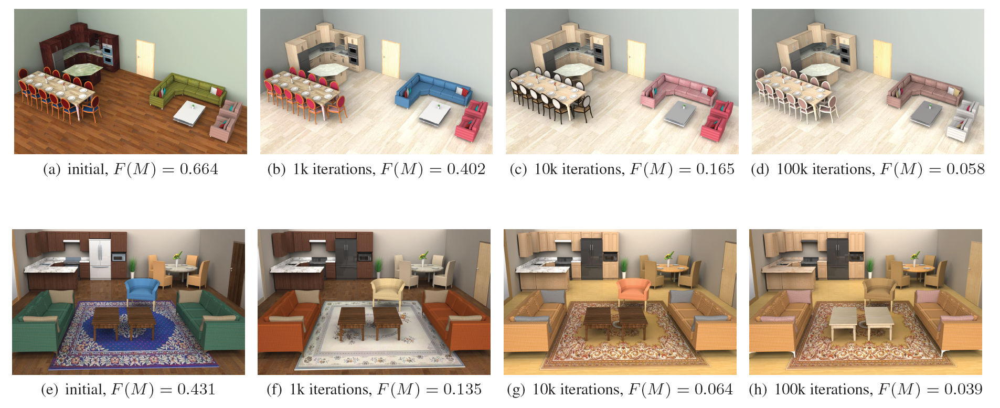 (a) initial, F(M) = 0.664
(b) 1k iterations, F(M) = 0.402
(c) 10k iterations, F(M) = 0.165
(d) 100k iterations, F(M) = 0.058
(e) initial, F(M) = 0.431
(f) 1k iterations, F(M) = 0.135
(g) 10k iterations, F(M) = 0.064
(h) 100k iterations, F(M) = 0.039